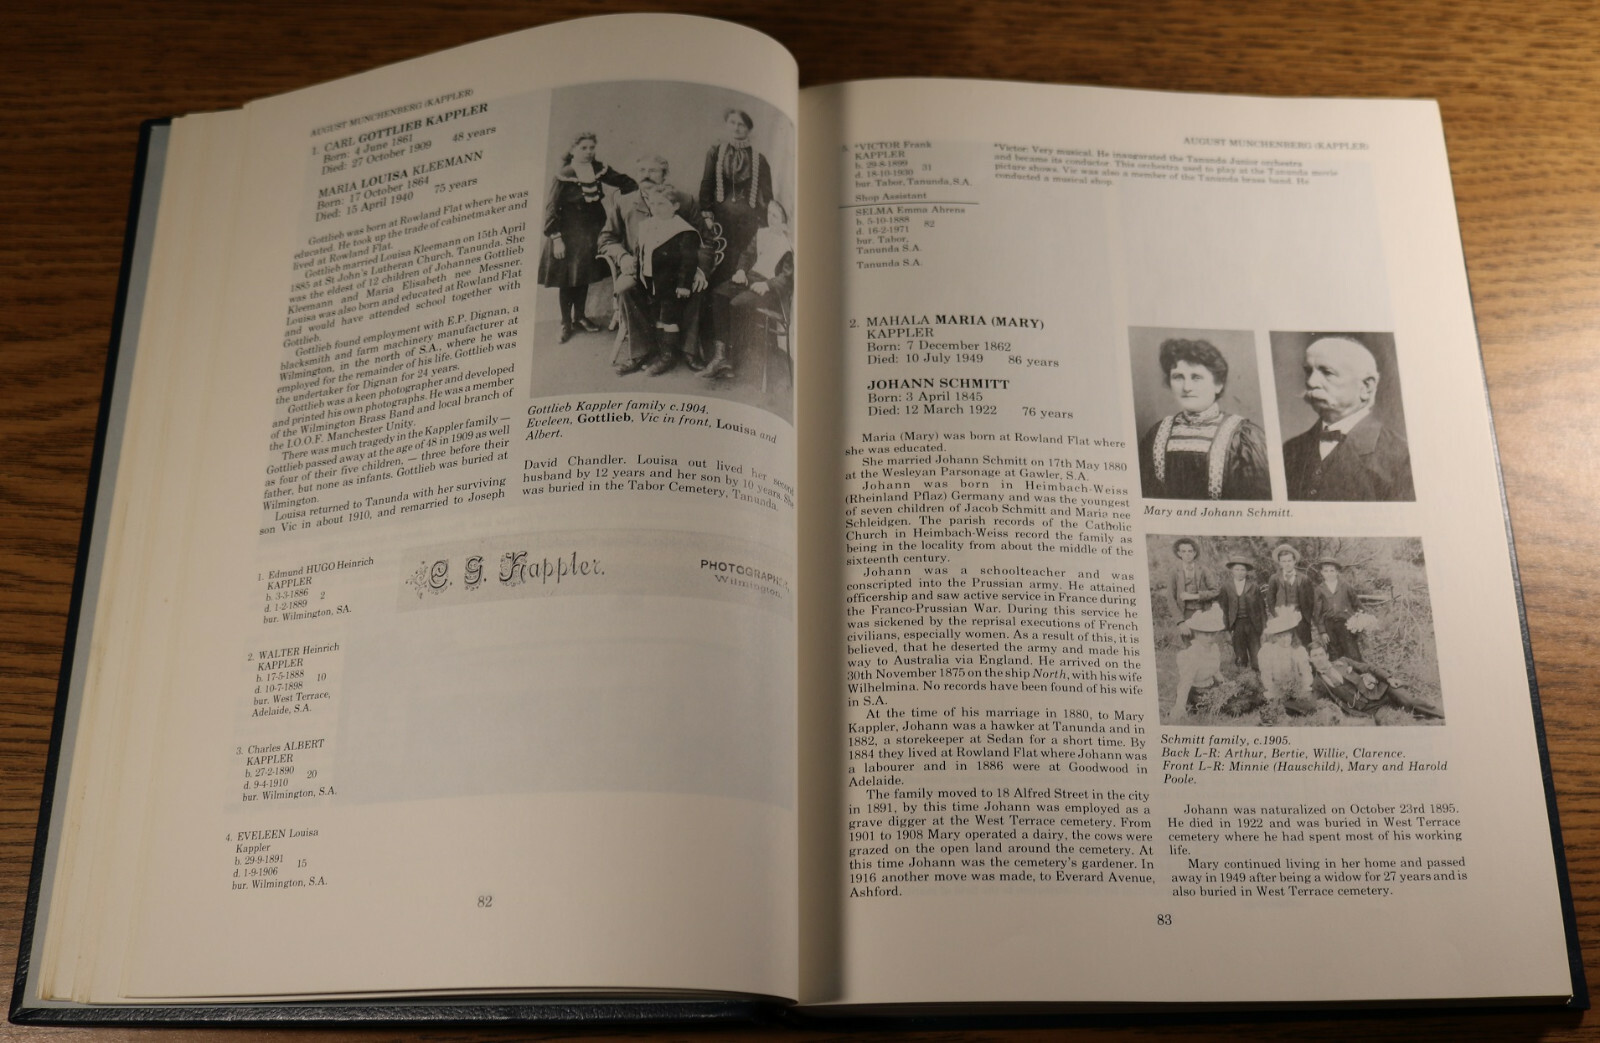 AUGUST MUNCHENBERG (KAPPLER)
1. CARL GOTTLIEB KAPPLER
Born: 4 June 1861
Died: 27 October 1909 48 years
MARIA LOUISA KLEEMANN
Born: 17 October 1864
Died: 15 April 1940 75 years
Gottlieb was born at Rowland Flat where he was
educated. He took up the trade of cabinetmaker and
lived at Rowland Flat.
Gottlieb married Louisa Kleemann on 15th April
1885 at St John's Lutheran Church, Tanunda. She
was the eldest of 12 children of Johannes Gottlieb
Kleemann and Maria Elisabeth nee Messner.
Louisa was also born and educated at Rowland Flat
and would have attended school together with
Gottlieb.
Gottlieb found employment with E.P. Dignan, a
blacksmith and farm machinery manufacturer at
Wilmington, in the north of S.A., where he was
employed for the remainder of his life. Gottlieb was
the undertaker for Dignan for 24 years.
Gottlieb was a keen photographer and developed
and printed his own photographs. He was a member
of the Wilmington Brass Band and local branch of
the I.O.O.F. Manchester Unity.
There was much tragedy in the Kappler family —
Gottlieb passed away at the age of 48 in 1909 as well
as four of their five children, — three before their
father, but none as infants. Gottlieb was buried at
Wilmington.
Louisa returned to Tanunda with her surviving
son Vic in about 1910, and remarried to Joseph
Gottlieb Kappler family c.1904.
Eveleen, Gottlieb, Vic in front, Louisa and
Albert.
David Chandler. Louisa out lived her second
husband by 12 years and her son by 10 years. She
was buried in the Tabor Cemetery, Tanunda.
C. G. Kappler.
PHOTOGRAPHER,
Wilmington.
1. Edmund HUGO Heinrich
KAPPLER
b. 3-3-1886 2
d. 1-2-1889
bur. Wilmington, SA.
2. WALTER Heinrich
KAPPLER
b. 17-5-1888 10
d. 10-7-1898
bur. West Terrace,
Adelaide, S.A.
3. Charles ALBERT
KAPPLER
b. 27-2-1890 20
d. 9-4-1910
bur. Wilmington, S.A.
4. EVELEEN Louisa
Kappler
b. 29-9-1891 15
d. 1-9-1906
bur. Wilmington, S.A.
82
AUGUST MUNCHENBERG (KAPPLER)
5. *VICTOR Frank
KAPPLER
b. 29-8-1899 31
d. 18-10-1930
bur. Tabor, Tanunda, S.A.
Shop Assistant
SELMA Emma Ahrens
b. 5-10-1888 82
d. 16-2-1971
bur. Tabor,
Tanunda S.A.
Tanunda S.A.
*Victor: Very musical. He inaugurated the Tanunda Junior orchestra
and became its conductor. This orchestra used to play at the Tanunda movie
picture shows. Vic was also a member of the Tanunda brass band. He
conducted a musical shop.
2. MAHALA MARIA (MARY)
KAPPLER
Born: 7 December 1862
Died: 10 July 1949 86 years
JOHANN SCHMITT
Born: 3 April 1845
Died: 12 March 1922 76 years
Maria (Mary) was born at Rowland Flat where
she was educated.
She married Johann Schmitt on 17th May 1880
at the Wesleyan Parsonage at Gawler, S.A.
Johann was born in Heimbach-Weiss
(Rheinland Pflaz) Germany and was the youngest
of seven children of Jacob Schmitt and Maria nee
Schleidgen. The parish records of the Catholic
Church in Heimbach-Weiss record the family as
being in the locality from about the middle of the
sixteenth century.
Johann was a schoolteacher and was
conscripted into the Prussian army. He attained
officership and saw active service in France during
the Franco-Prussian War. During this service he
was sickened by the reprisal executions of French
civilians, especially women. As a result of this, it is
believed, that he deserted the army and made his
way to Australia via England. He arrived on the
30th November 1875 on the ship North, with his wife
Wilhelmina. No records have been found of his wife
in S.A.
At the time of his marriage in 1880, to Mary
Kappler, Johann was a hawker at Tanunda and in
1882, a storekeeper at Sedan for a short time. By
1884 they lived at Rowland Flat where Johann was
a labourer and in 1886 were at Goodwood in
Adelaide.
The family moved to 18 Alfred Street in the city
in 1891, by this time Johann was employed as a
grave digger at the West Terrace cemetery. From
1901 to 1908 Mary operated a dairy, the cows were
grazed on the open land around the cemetery. At
this time Johann was the cemetery's gardener. In
1916 another move was made, to Everard Avenue,
Ashford.
Mary and Johann Schmitt.
Schmitt family, c.1905.
Back L-R: Arthur, Bertie, Willie, Clarence.
Front L-R: Minnie (Hauschild), Mary and Harold
Poole.
Johann was naturalized on October 23rd 1895.
He died in 1922 and was buried in West Terrace
cemetery where he had spent most of his working
life.
Mary continued living in her home and passed
away in 1949 after being a widow for 27 years and is
also buried in West Terrace cemetery.
83